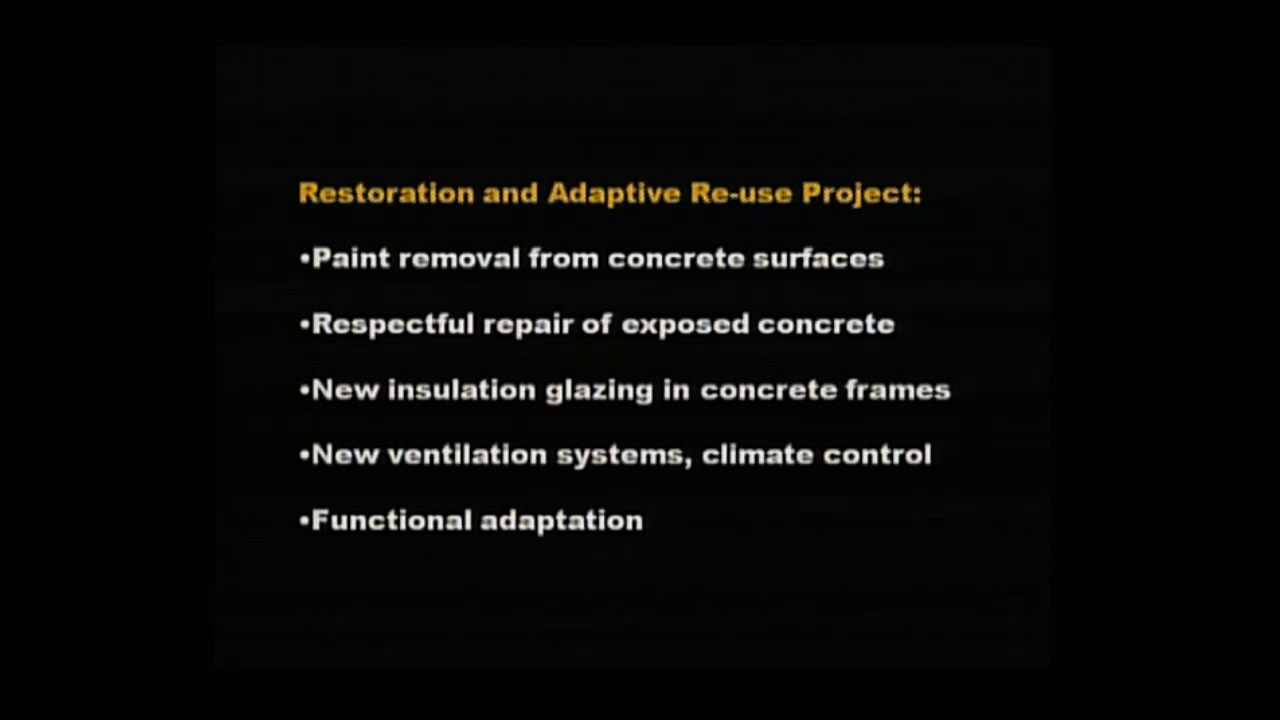 Restoration and Adaptive Re-use Project:
•Paint removal from concrete surfaces
•Respectful repair of exposed concrete
•New insulation glazing in concrete frames
•New ventilation systems, climate control
•Functional adaptation